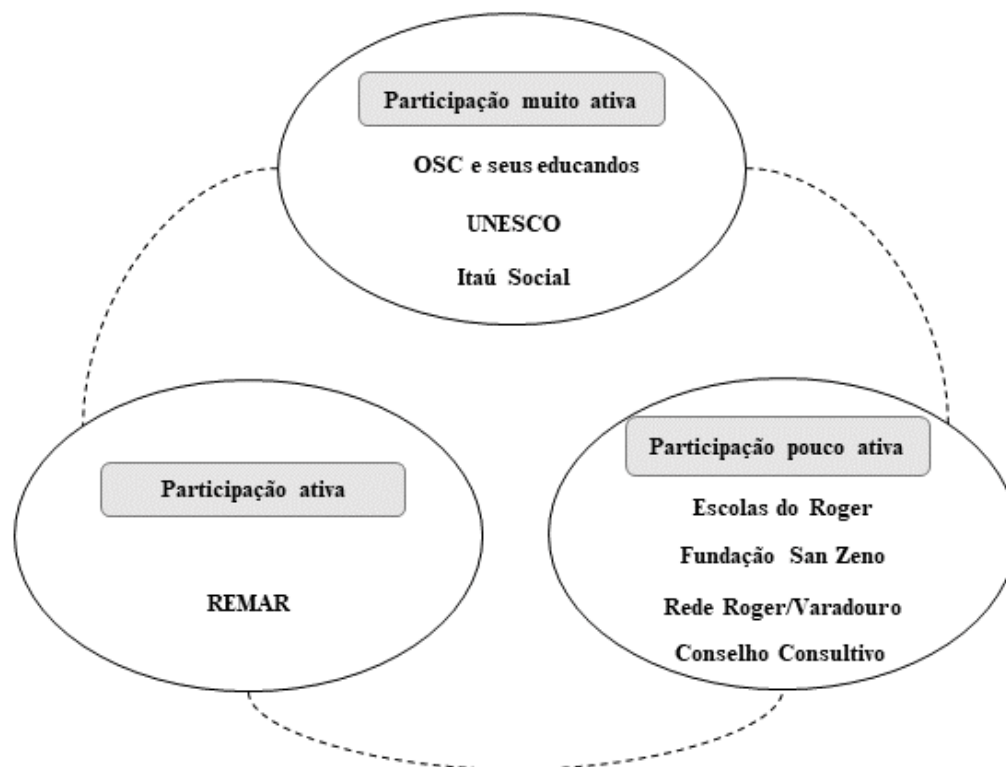 Participação muito ativa
OSC e seus educandos
UNESCO
Itaú Social
Participação ativa
REMAR
Participação pouco ativa
Escolas do Roger
Fundação San Zeno
Rede Roger/Varadouro
Conselho Consultivo